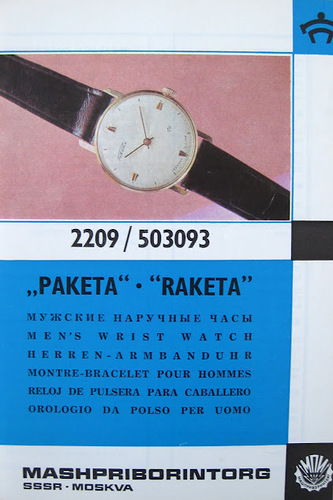 2209 / 503093
„РАКЕТА“ · “RAKETA”
МУЖСКИЕ НАРУЧНЫЕ ЧАСЫ
MEN'S WRIST WATCH
HERREN-ARMBANDUHR
MONTRE-BRACELET POUR HOMMES
RELOJ DE PULSERA PARA CABALLERO
OROLOGIO DA POLSO PER UOMO
MASHPRIBORINTORG
SSSR · MOSKVA